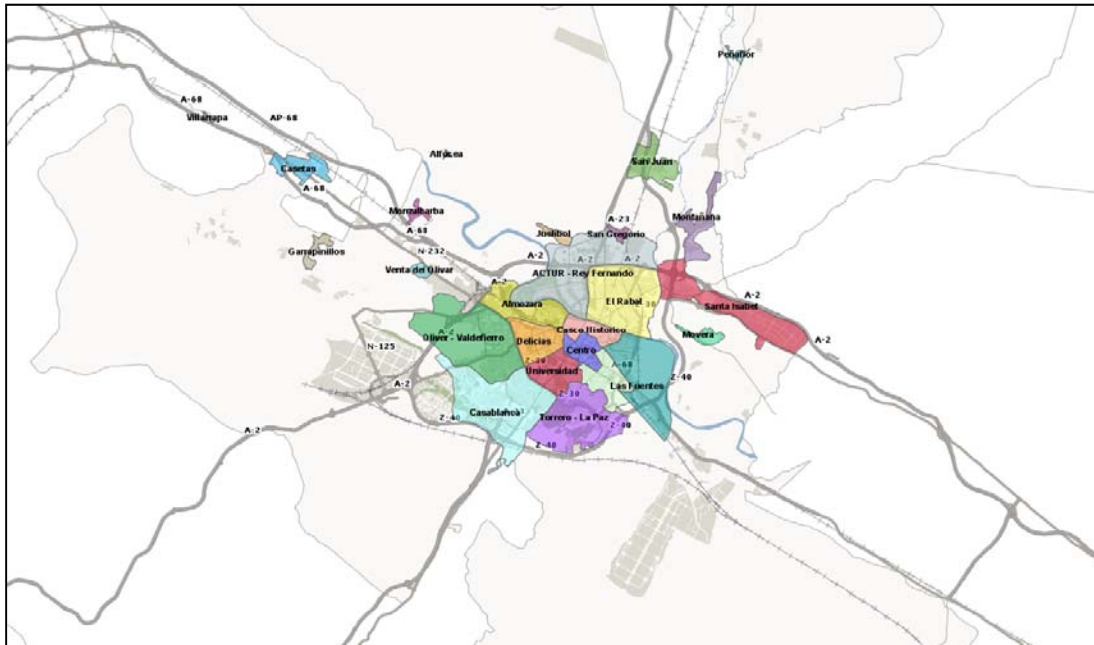 Peñaflor
A-68
Villarrapa
AP-68
Alfocea
San Juan
Casetas
A-68
Monzalbarba
A-23
Montañana
Juslibol
San Gregorio
A-68
N-232
Garrapinillos
A-2
A-2
A-2
Venta del Olivar
ACTUR - Rey Fernando
A-2
Almozara
El Rabal
Z-30
Santa Isabel
A-2
A-2
Oliver - Valdefierro
Casco Histórico
Movera
A-2
N-125
Delicias
Centro
Z-30
A-68
Universidad
Z-40
A-2
Las Fuentes
Z-30
Casablanca
Torrero - La Paz
Z-40
Z-40
A-2
Z-40